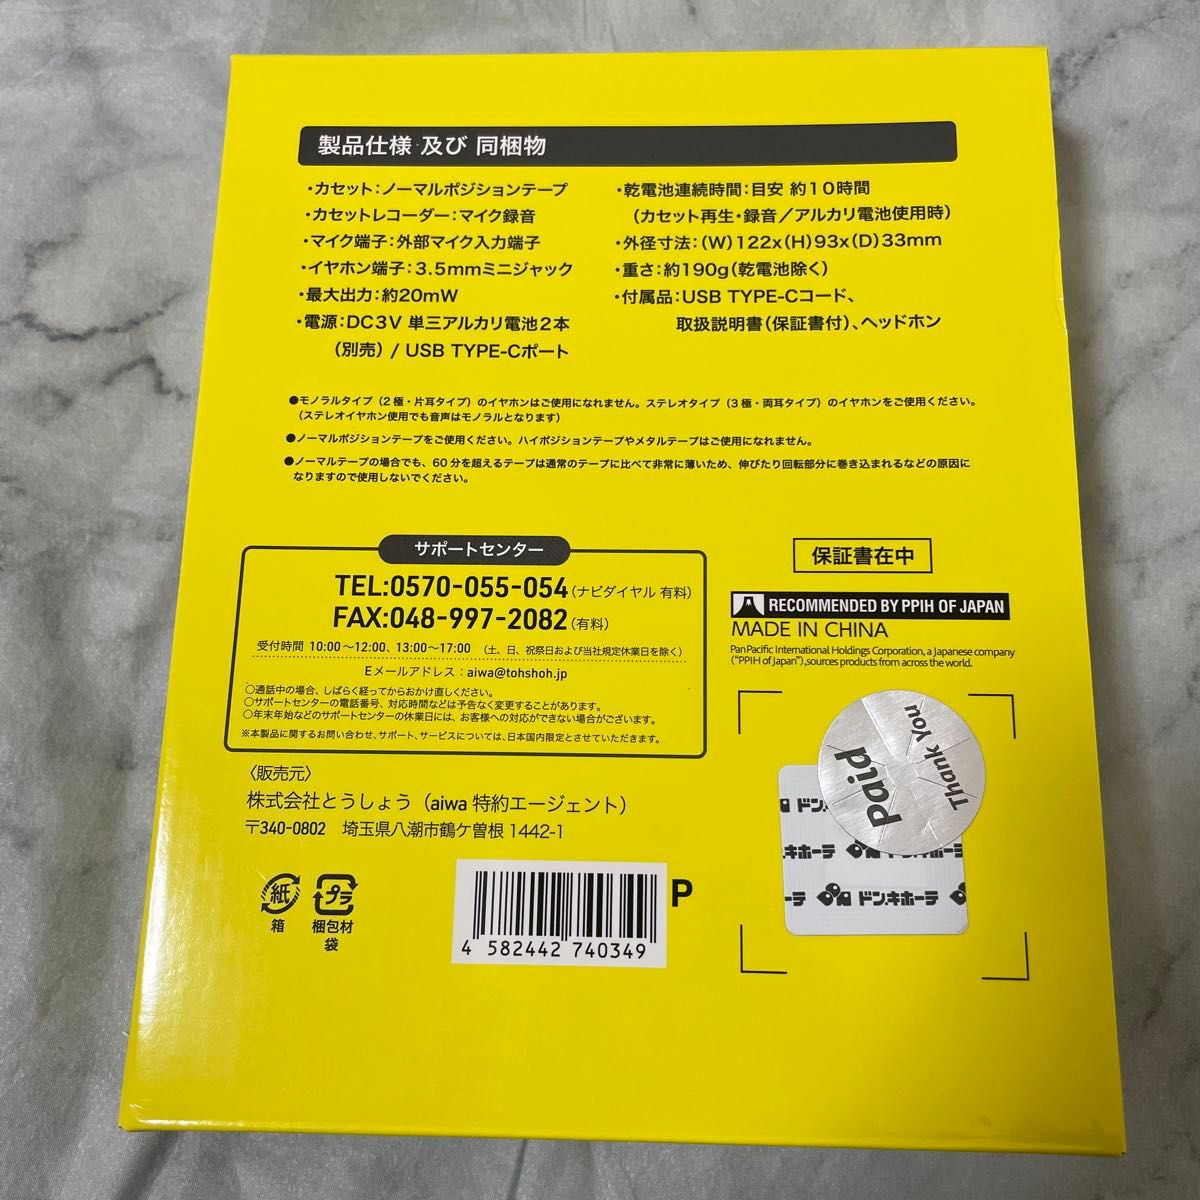 製品仕様 及び 同梱物
・カセット：ノーマルポジションテープ
・カセットレコーダー：マイク録音
・マイク端子：外部マイク入力端子
・イヤホン端子：3.5mmミニジャック
・最大出力：約20mW
・電源：DC3V 単三アルカリ電池２本
（別売）/ USB TYPE-Cポート
・乾電池連続時間：目安 約１０時間
（カセット再生・録音／アルカリ電池使用時）
・外径寸法：（W）122x（H）93x（D）33mm
・重さ：約190g（乾電池除く）
・付属品：USB TYPE-Cコード、
取扱説明書（保証書付）、ヘッドホン
●モノラルタイプ（２極・片耳タイプ）のイヤホンはご使用になれません。ステレオタイプ（３極・両耳タイプ）のイヤホンをご使用ください。
（ステレオイヤホン使用でも音声はモノラルとなります）
●ノーマルポジションテープをご使用ください。ハイポジションテープやメタルテープはご使用になれません。
●ノーマルテープの場合でも、60 分を超えるテープは通常のテープに比べて非常に薄いため、伸びたり回転部分に巻き込まれるなどの原因に
なりますので使用しないでください。
サポートセンター
TEL:0570-055-054（ナビダイヤル 有料）
FAX:048-997-2082（有料）
受付時間 10:00～12:00、13:00～17:00 （土、日、祝祭日および当社規定休業日を除く）
Eメールアドレス：aiwa@tohshoh.jp
○通話中の場合、しばらく経ってからおかけ直しください。
○サポートセンターの電話番号、対応時間などは予告なく変更することがあります。
○年末年始などのサポートセンターの休業日には、お客様への対応ができない場合がございます。
※本製品に関するお問い合わせ、サポート、サービスについては、日本国内限定とさせていただきます。
〈販売元〉
株式会社とうしょう（aiwa 特約エージェント）
〒340-0802 埼玉県八潮市鶴ケ曽根 1442-1
紙
箱
プラ
梱包材
袋
4 582442 740349
P
保証書在中
RECOMMENDED BY PPIH OF JAPAN
MADE IN CHINA
Pan Pacific International Holdings Corporation, a Japanese company
("PPIH of Japan"),sources products from across the world.
Paid
Thank You
ドン
ン.キホーテ
ドン.キホーテ